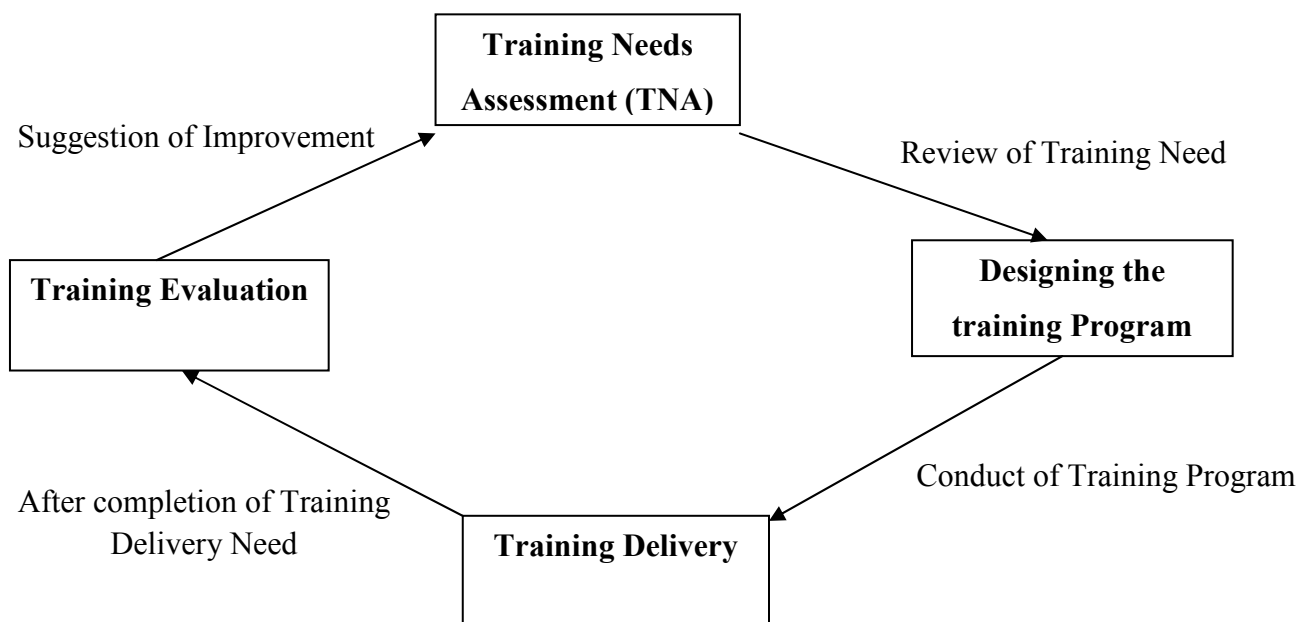 Training Needs
Assessment (TNA)
Suggestion of Improvement
Review of Training Need
Training Evaluation
Designing the
training Program
After completion of Training
Delivery Need
Conduct of Training Program
Training Delivery